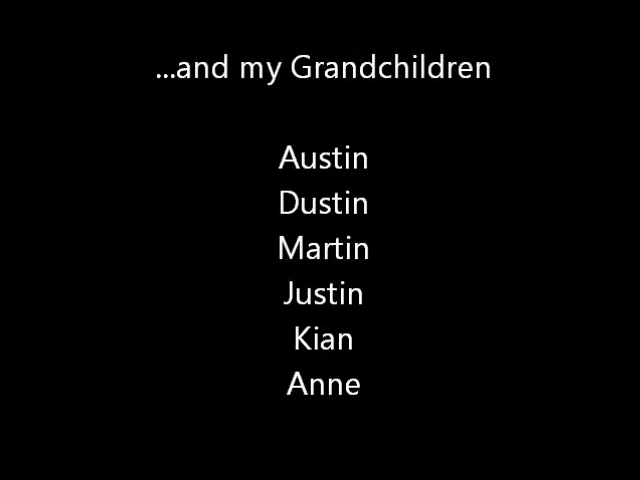 ...and my Grandchildren
Austin
Dustin
Martin
Justin
Kian
Anne